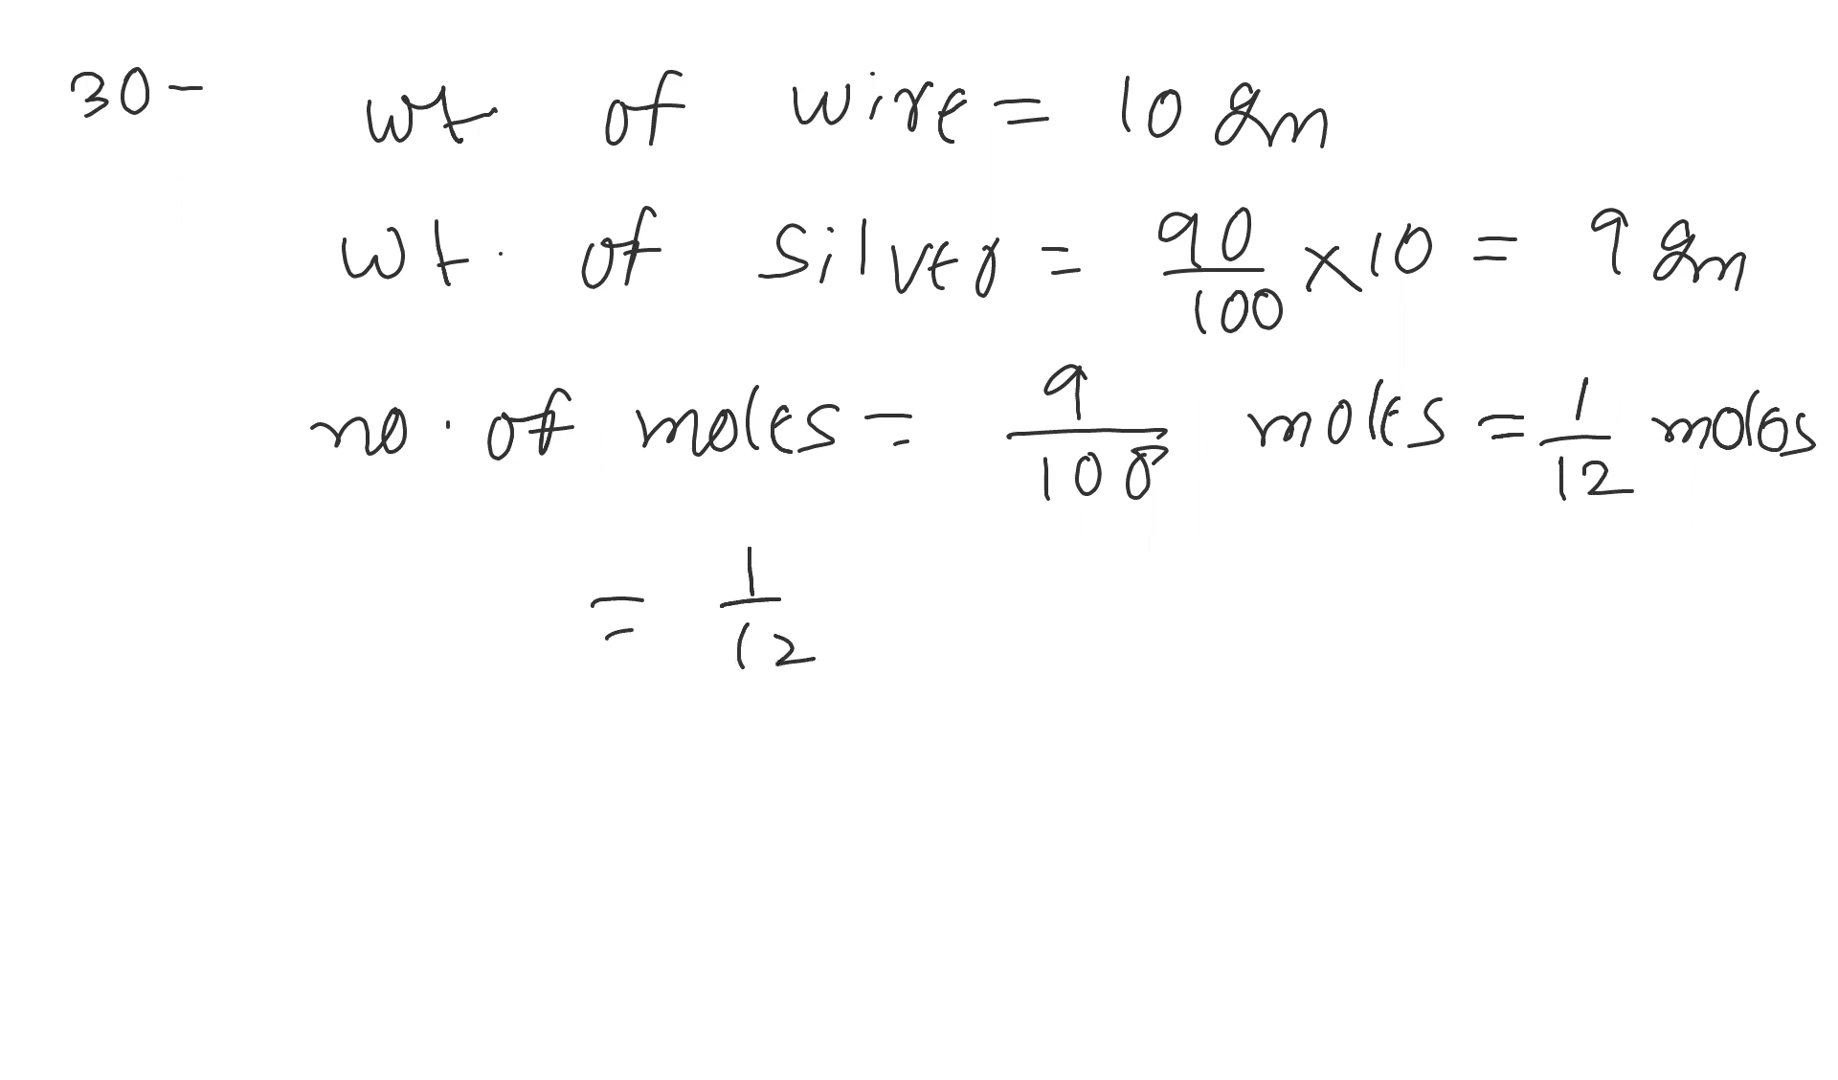 30- wt of wire = 10 gm
wt. of silver = 90/100 ×10 = 9 gm
no. of moles = 9/108 moles = 1/12 moles
= 1/12